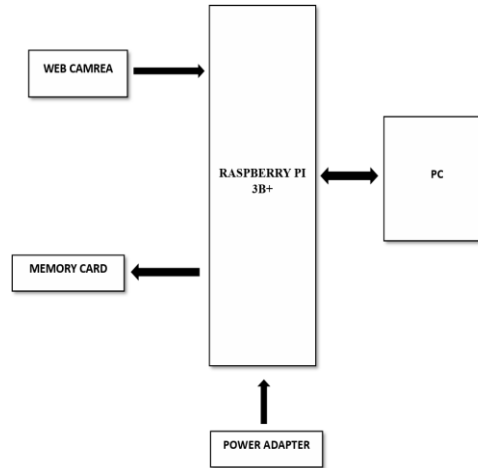 WEB CAMREA
RASPBERRY PI
3B+
PC
MEMORY CARD
POWER ADAPTER